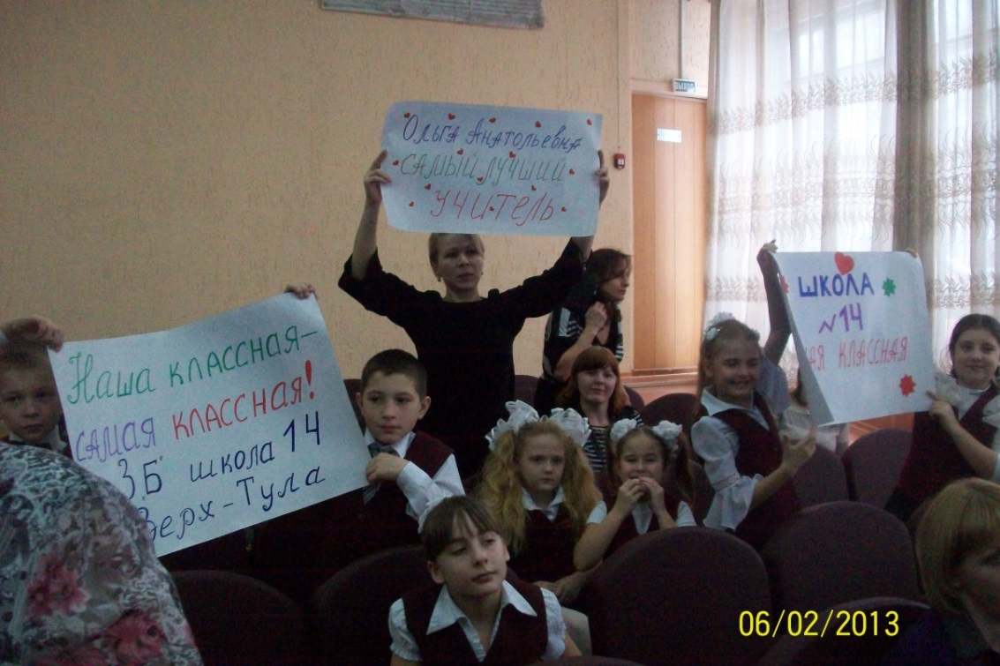 ВЫХОД
Ольга Анатольевна
самый лучший
учитель
Наша классная-
самая классная!
3"Б" школа 14
Верх-Тула
ШКОЛА
№14
КЛАССНАЯ
06/02/2013